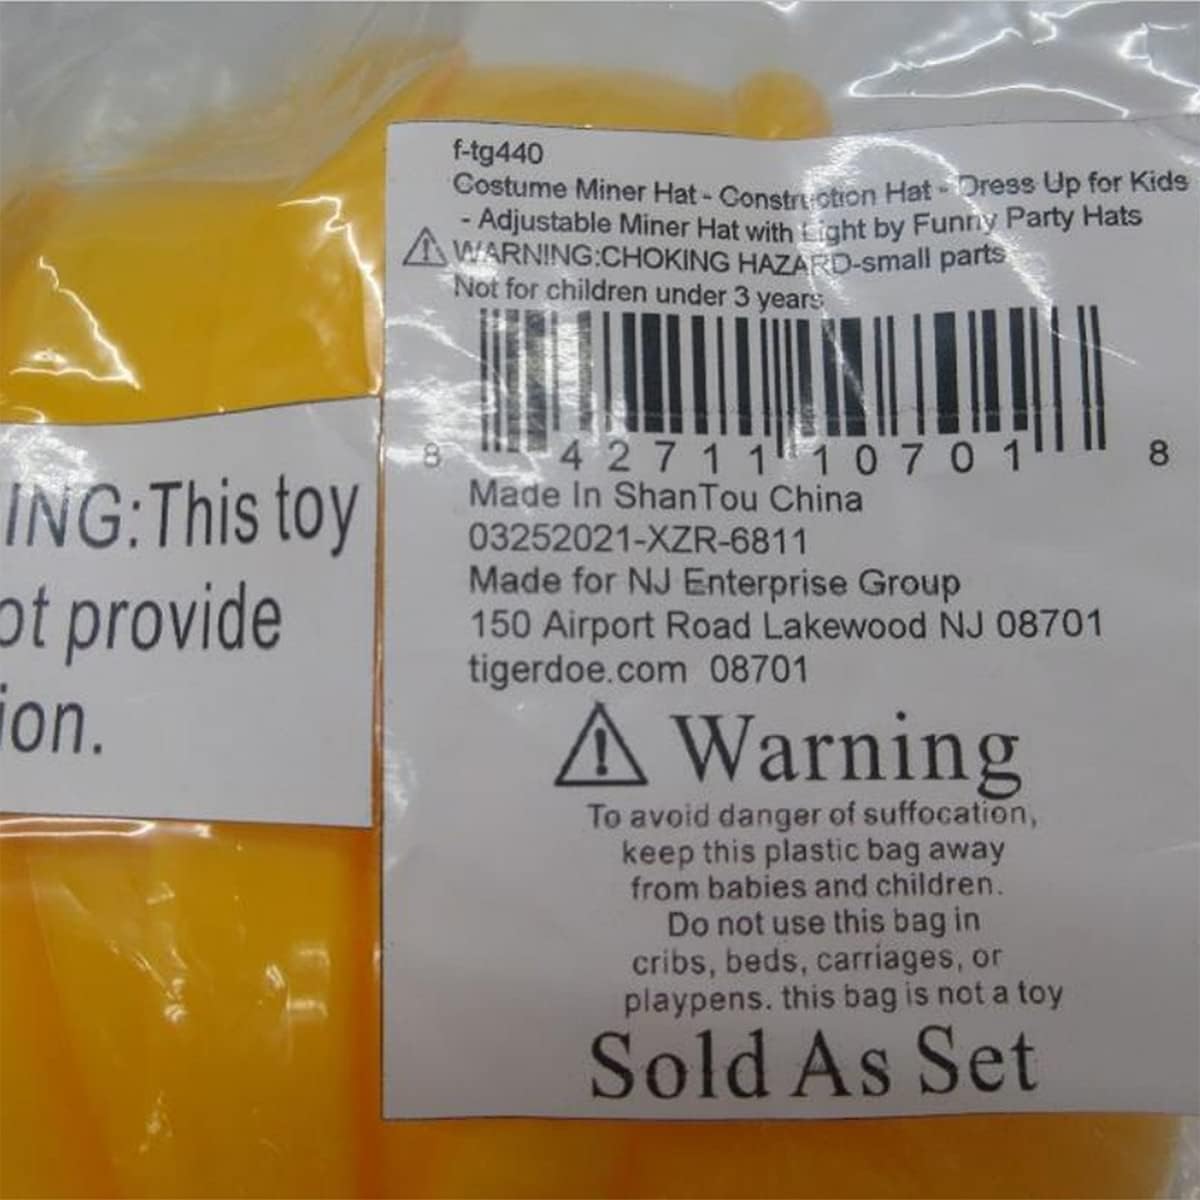 f-tg440
Costume Miner Hat - Construction Hat - Dress Up for Kids
- Adjustable Miner Hat with Light by Funny Party Hats
WARNING:CHOKING HAZARD-small parts
Not for children under 3 years
8 42711 10701 8
Made In ShanTou China
03252021-XZR-6811
Made for NJ Enterprise Group
150 Airport Road Lakewood NJ 08701
tigerdoe.com 08701
Warning
To avoid danger of suffocation,
keep this plastic bag away
from babies and children.
Do not use this bag in
cribs, beds, carriages, or
playpens. this bag is not a toy
Sold As Set
ING:This toy
ot provide
ion.